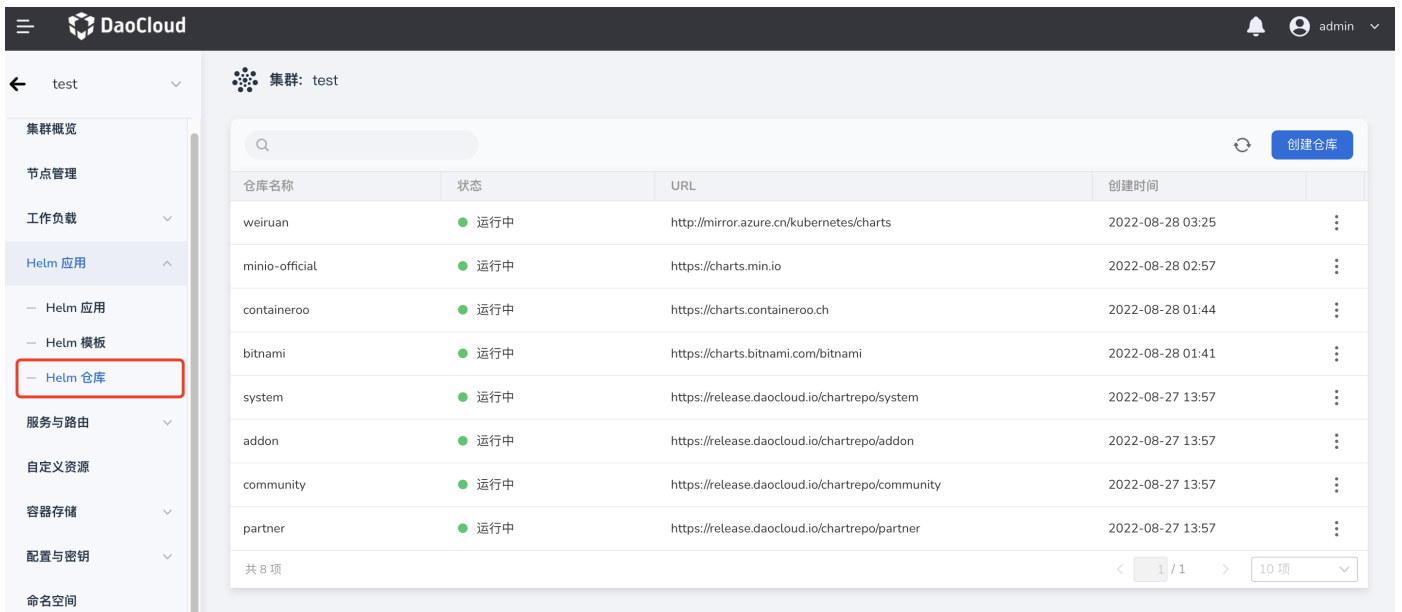 DaoCloud
admin
test
集群: test
集群概览
节点管理
工作负载
Helm 应用
— Helm 应用
— Helm 模板
— Helm 仓库
服务与路由
自定义资源
容器存储
配置与密钥
命名空间
创建仓库
仓库名称 状态 URL 创建时间
weiruan 运行中 http://mirror.azure.cn/kubernetes/charts 2022-08-28 03:25
minio-official 运行中 https://charts.min.io 2022-08-28 02:57
containeroo 运行中 https://charts.containeroo.ch 2022-08-28 01:44
bitnami 运行中 https://charts.bitnami.com/bitnami 2022-08-28 01:41
system 运行中 https://release.daocloud.io/chartrepo/system 2022-08-27 13:57
addon 运行中 https://release.daocloud.io/chartrepo/addon 2022-08-27 13:57
community 运行中 https://release.daocloud.io/chartrepo/community 2022-08-27 13:57
partner 运行中 https://release.daocloud.io/chartrepo/partner 2022-08-27 13:57
共 8 项 1 / 1 10 项